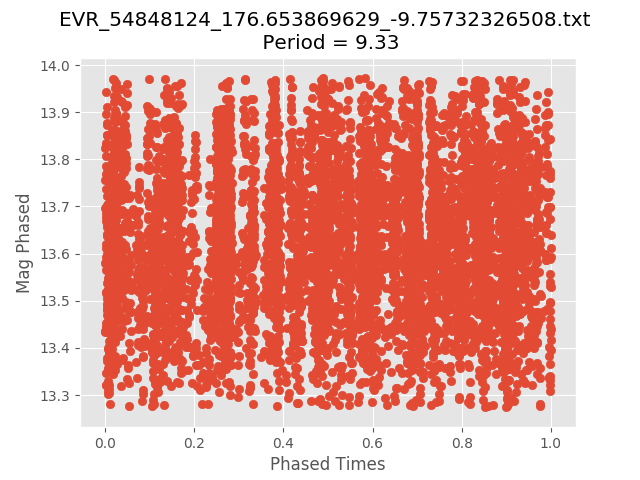 EVR_54848124_176.653869629_-9.75732326508.txt
Period = 9.33
14.0
13.9
13.8
13.7
13.6
13.5
13.4
13.3
Mag Phased
0.0 0.2 0.4 0.6 0.8 1.0
Phased Times